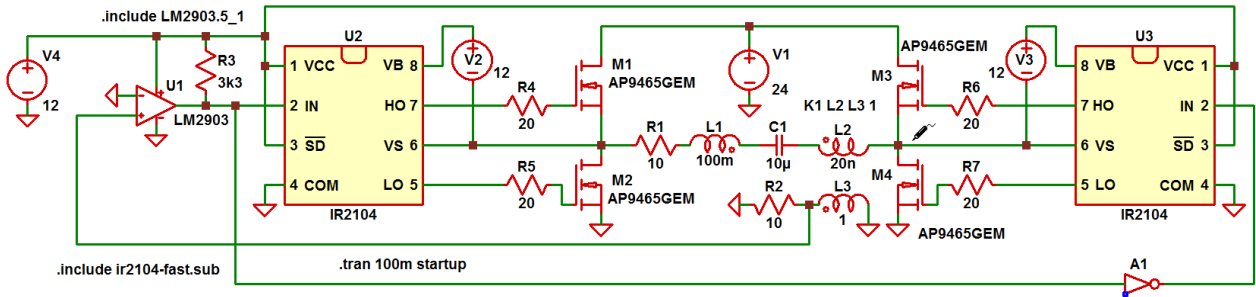 .include LM2903.5_1
V4
12
U1
LM2903
R3
3k3
U2
1 VCC
2 IN
3 SD
4 COM
VB 8
HO 7
VS 6
LO 5
IR2104
V2
12
R4
20
R5
20
M1
AP9465GEM
M2
AP9465GEM
R1
10
L1
100m
C1
10µ
L2
20n
V1
24
K1 L2 L3 1
R2
10
L3
1
AP9465GEM
M3
M4
AP9465GEM
R6
20
R7
20
V3
12
U3
8 VB
7 HO
6 VS
5 LO
VCC 1
IN 2
SD 3
COM 4
IR2104
.include ir2104-fast.sub
.tran 100m startup
A1